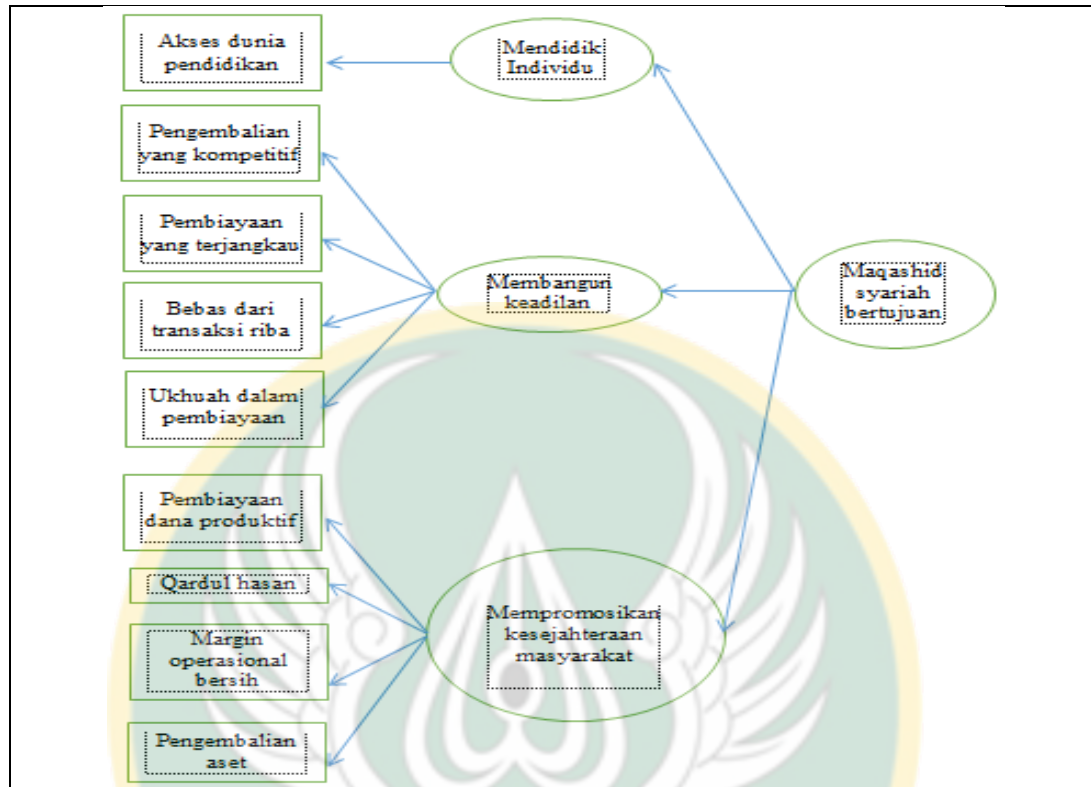 Akses dunia
pendidikan
Mendidik
Individu
Pengembalian
yang kompetitif
Pembiayaan
yang terjangkau
Bebas dari
transaksi riba
Ukhuah dalam
pembiayaan
Membangun
keadilan
Maqashid
syariah
bertujuan
Pembiayaan
dana produktif
Qardul hasan
Margin
operasional
bersih
Pengembalian
aset
Mempromosikan
kesejahteraan
masyarakat